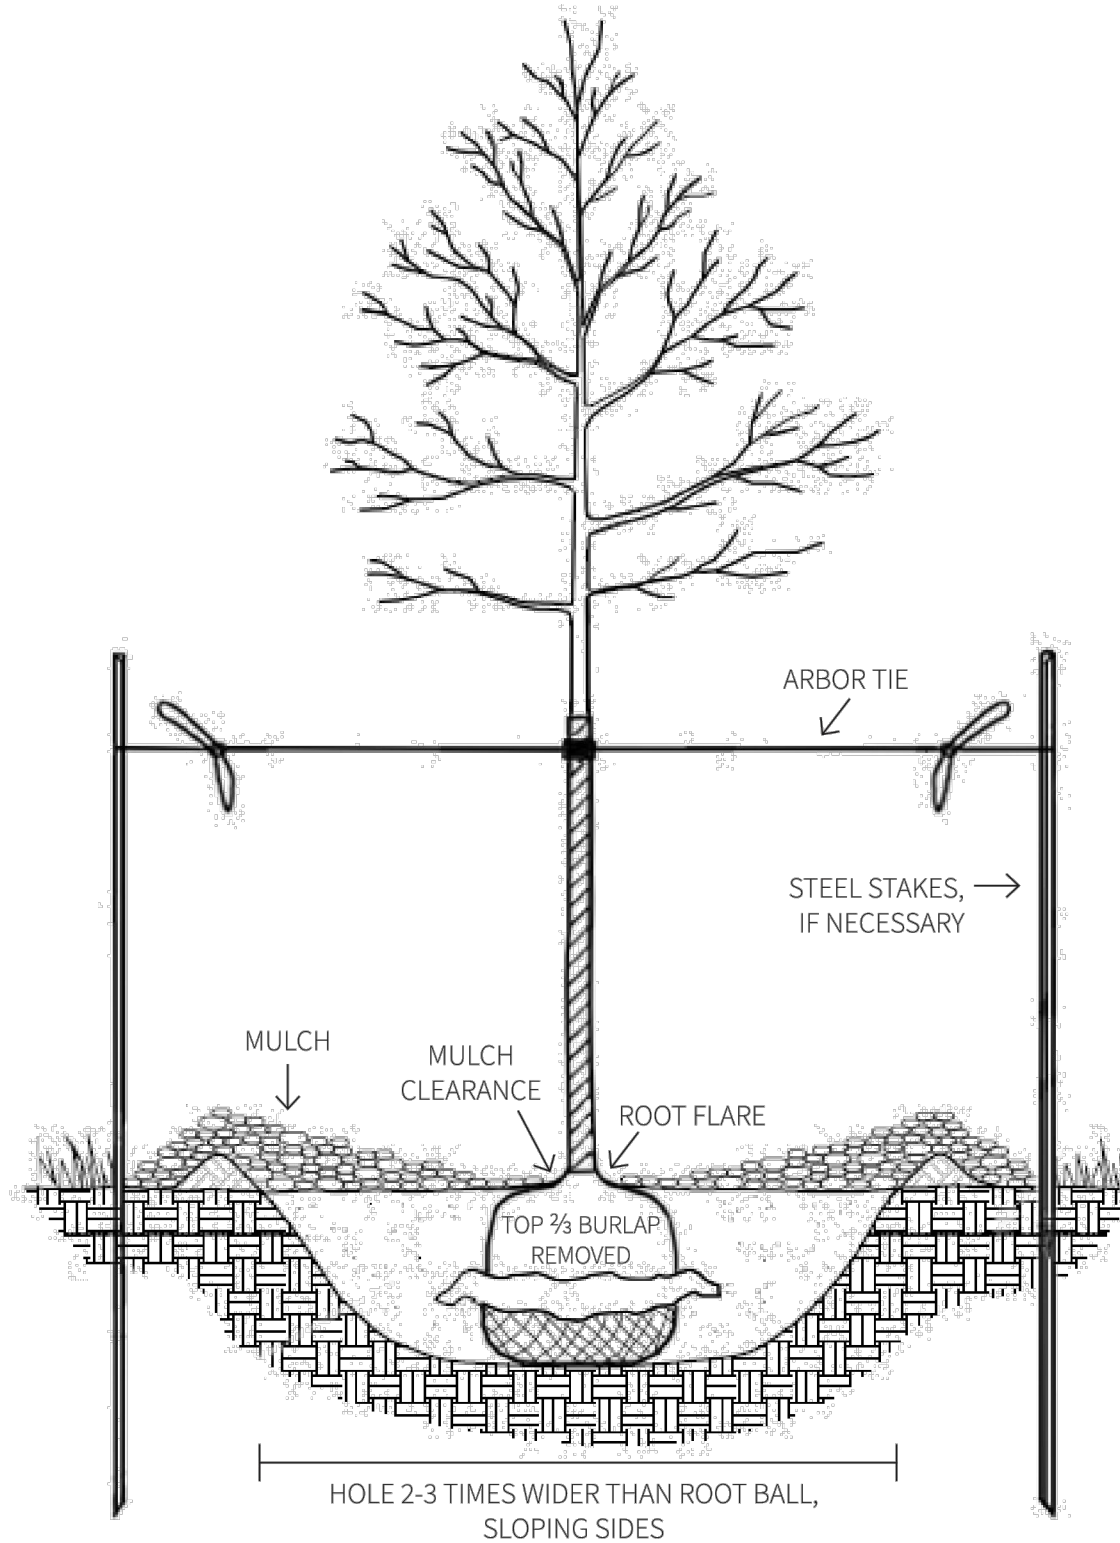 ARBOR TIE
STEEL STAKES,
IF NECESSARY
MULCH
MULCH
CLEARANCE
ROOT FLARE
TOP ⅔ BURLAP
REMOVED
HOLE 2-3 TIMES WIDER THAN ROOT BALL,
SLOPING SIDES